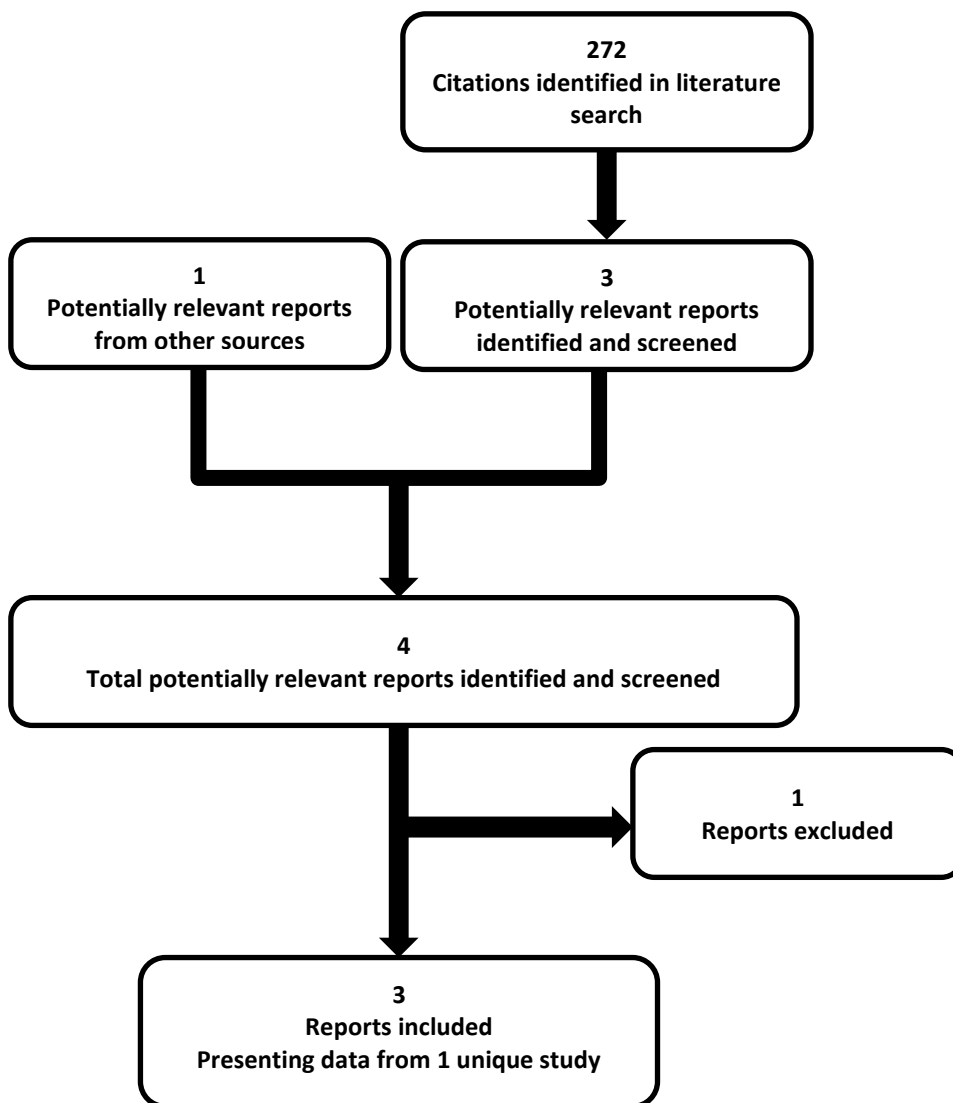 272
Citations identified in literature
search
1
Potentially relevant reports
from other sources
3
Potentially relevant reports
identified and screened
4
Total potentially relevant reports identified and screened
1
Reports excluded
3
Reports included
Presenting data from 1 unique study